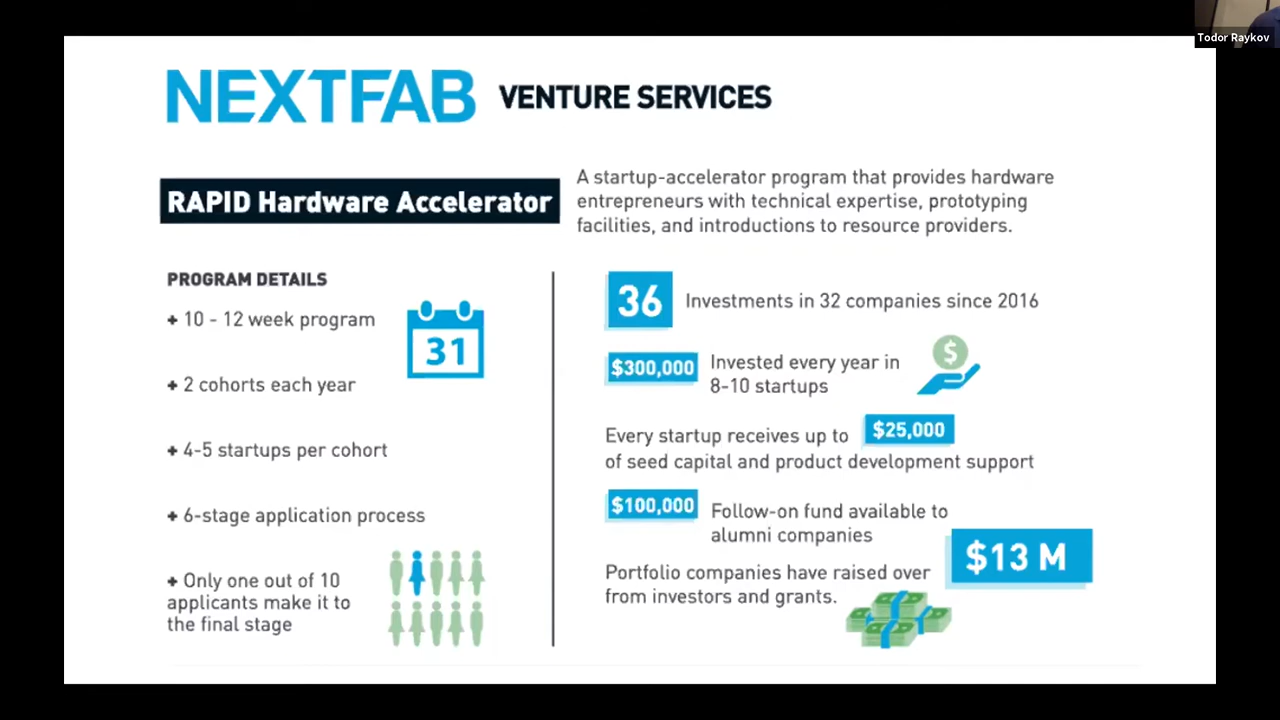 Todor Raykov
NEXTFAB VENTURE SERVICES
RAPID Hardware Accelerator
A startup-accelerator program that provides hardware
entrepreneurs with technical expertise, prototyping
facilities, and introductions to resource providers.
PROGRAM DETAILS
+ 10 - 12 week program
31
+ 2 cohorts each year
+ 4-5 startups per cohort
+ 6-stage application process
+ Only one out of 10
applicants make it to
the final stage
36 Investments in 32 companies since 2016
$300,000 Invested every year in
8-10 startups
$
Every startup receives up to $25,000
of seed capital and product development support
$100,000 Follow-on fund available to
alumni companies
Portfolio companies have raised over $13 M
from investors and grants.